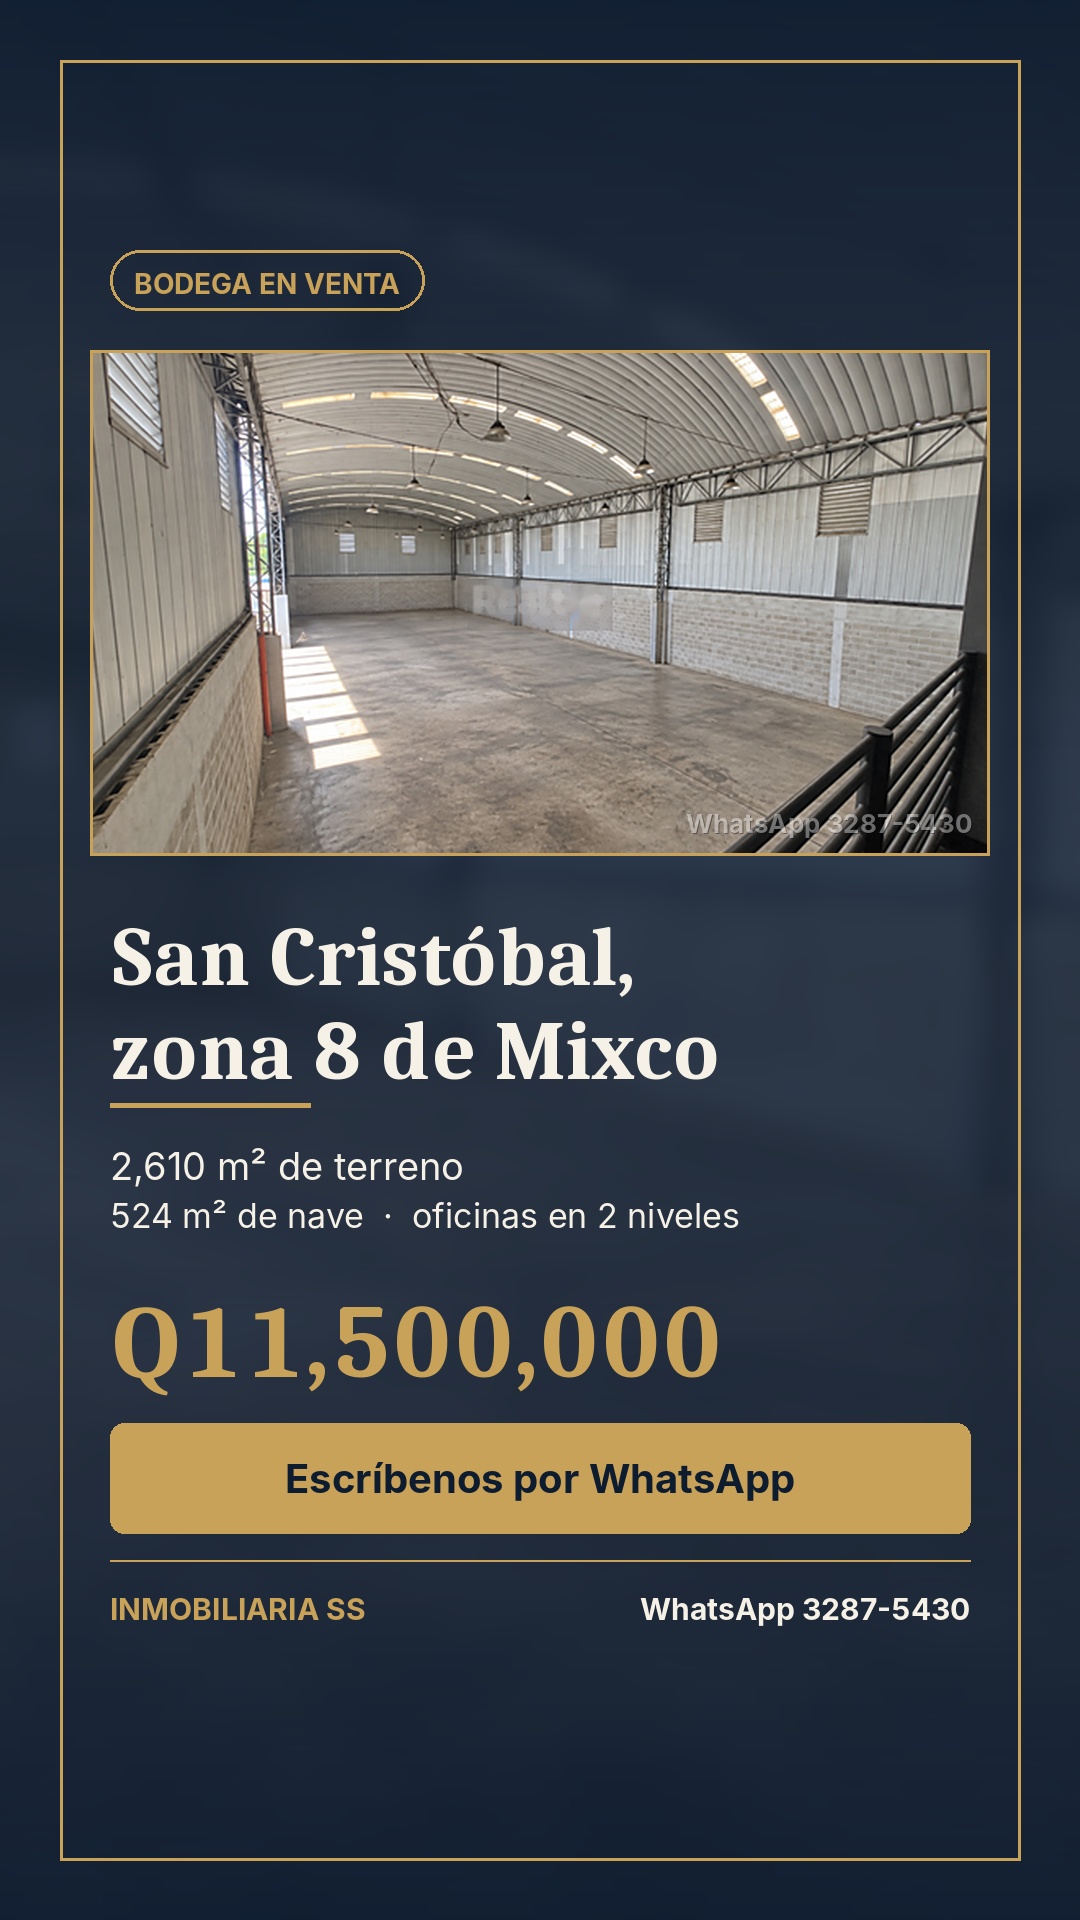 BODEGA EN VENTA
WhatsApp 3287-5430
San Cristóbal,
zona 8 de Mixco
2,610 m² de terreno
524 m² de nave · oficinas en 2 niveles
Q11,500,000
Escríbenos por WhatsApp
INMOBILIARIA SS
WhatsApp 3287-5430